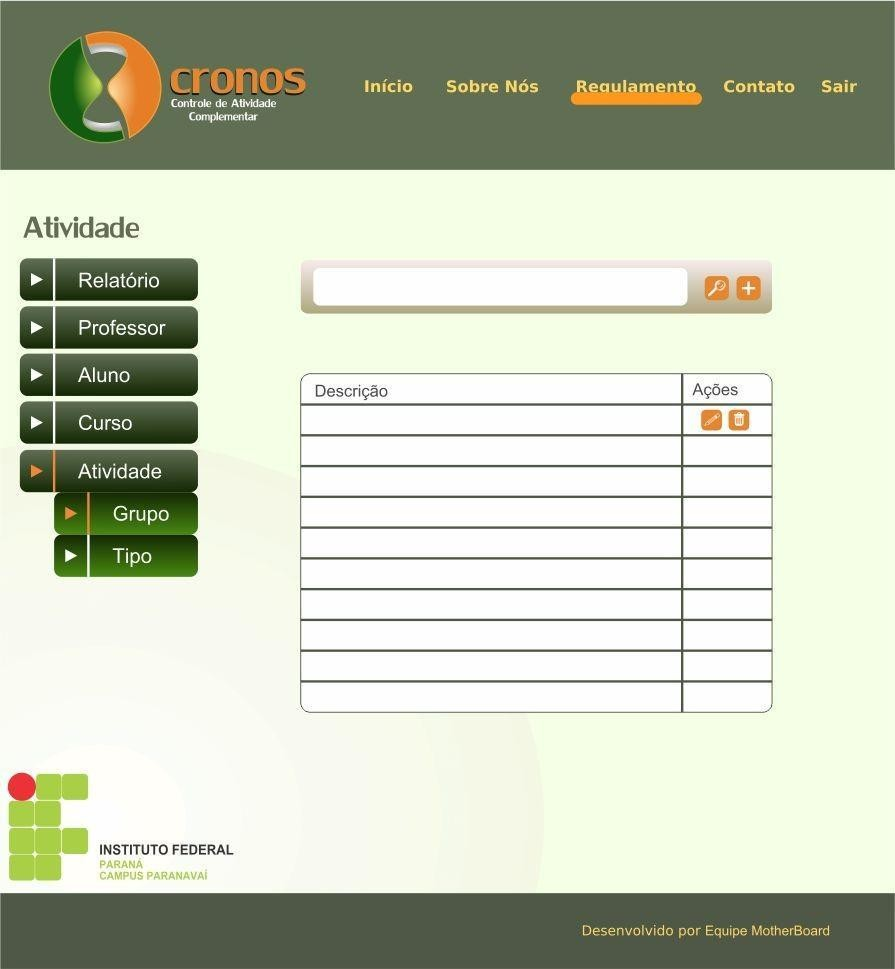 cronos
Controle de Atividade
Complementar
Início
Sobre Nós
Regulamento
Contato
Sair
Atividade
Relatório
Professor
Aluno
Curso
Atividade
Grupo
Tipo
Descrição
Ações
INSTITUTO FEDERAL
PARANÁ
CAMPUS PARANAVAÍ
Desenvolvido por Equipe MotherBoard